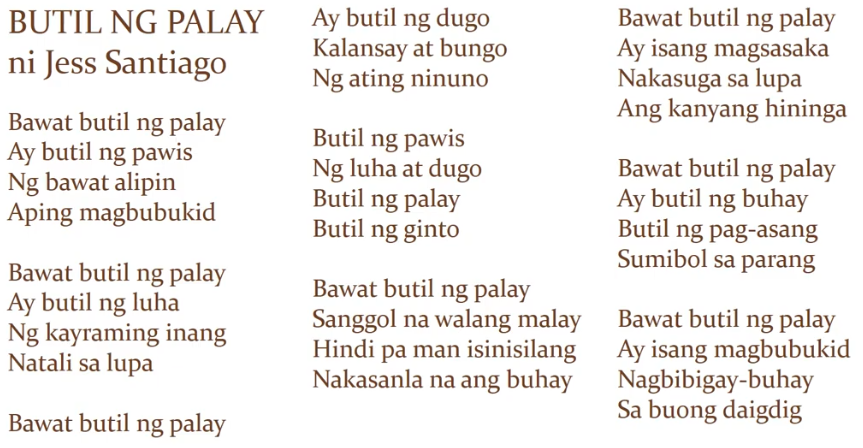 BUTIL NG PALAY
ni Jess Santiago

Bawat butil ng palay
Ay butil ng pawis
Ng bawat alipin
Aping magbubukid

Bawat butil ng palay
Ay butil ng luha
Ng kayraming inang
Natali sa lupa

Bawat butil ng palay
Ay butil ng dugo
Kalansay at bungo
Ng ating ninuno

Butil ng pawis
Ng luha at dugo
Butil ng palay
Butil ng ginto

Bawat butil ng palay
Sanggol na walang malay
Hindi pa man isinisilang
Nakasanla na ang buhay

Bawat butil ng palay
Ay isang magsasaka
Nakasuga sa lupa
Ang kanyang hininga

Bawat butil ng palay
Ay butil ng buhay
Butil ng pag-asang
Sumibol sa parang

Bawat butil ng palay
Ay isang magbubukid
Nagbibigay-buhay
Sa buong daigdig